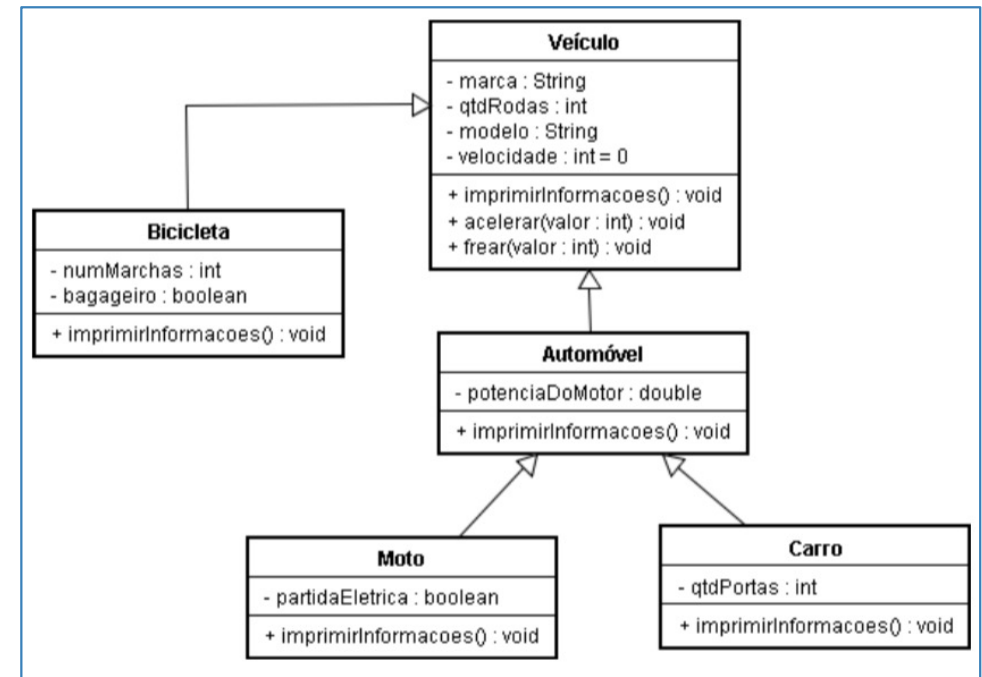 Veículo
- marca : String
- qtdRodas : int
- modelo : String
- velocidade : int = 0
+ imprimirInformacoes() : void
+ acelerar(valor : int) : void
+ frear(valor : int) : void
Bicicleta
- numMarchas : int
- bagageiro : boolean
+ imprimirInformacoes() : void
Automóvel
- potenciaDoMotor : double
+ imprimirInformacoes() : void
Moto
- partidaEletrica : boolean
+ imprimirInformacoes() : void
Carro
- qtdPortas : int
+ imprimirInformacoes() : void